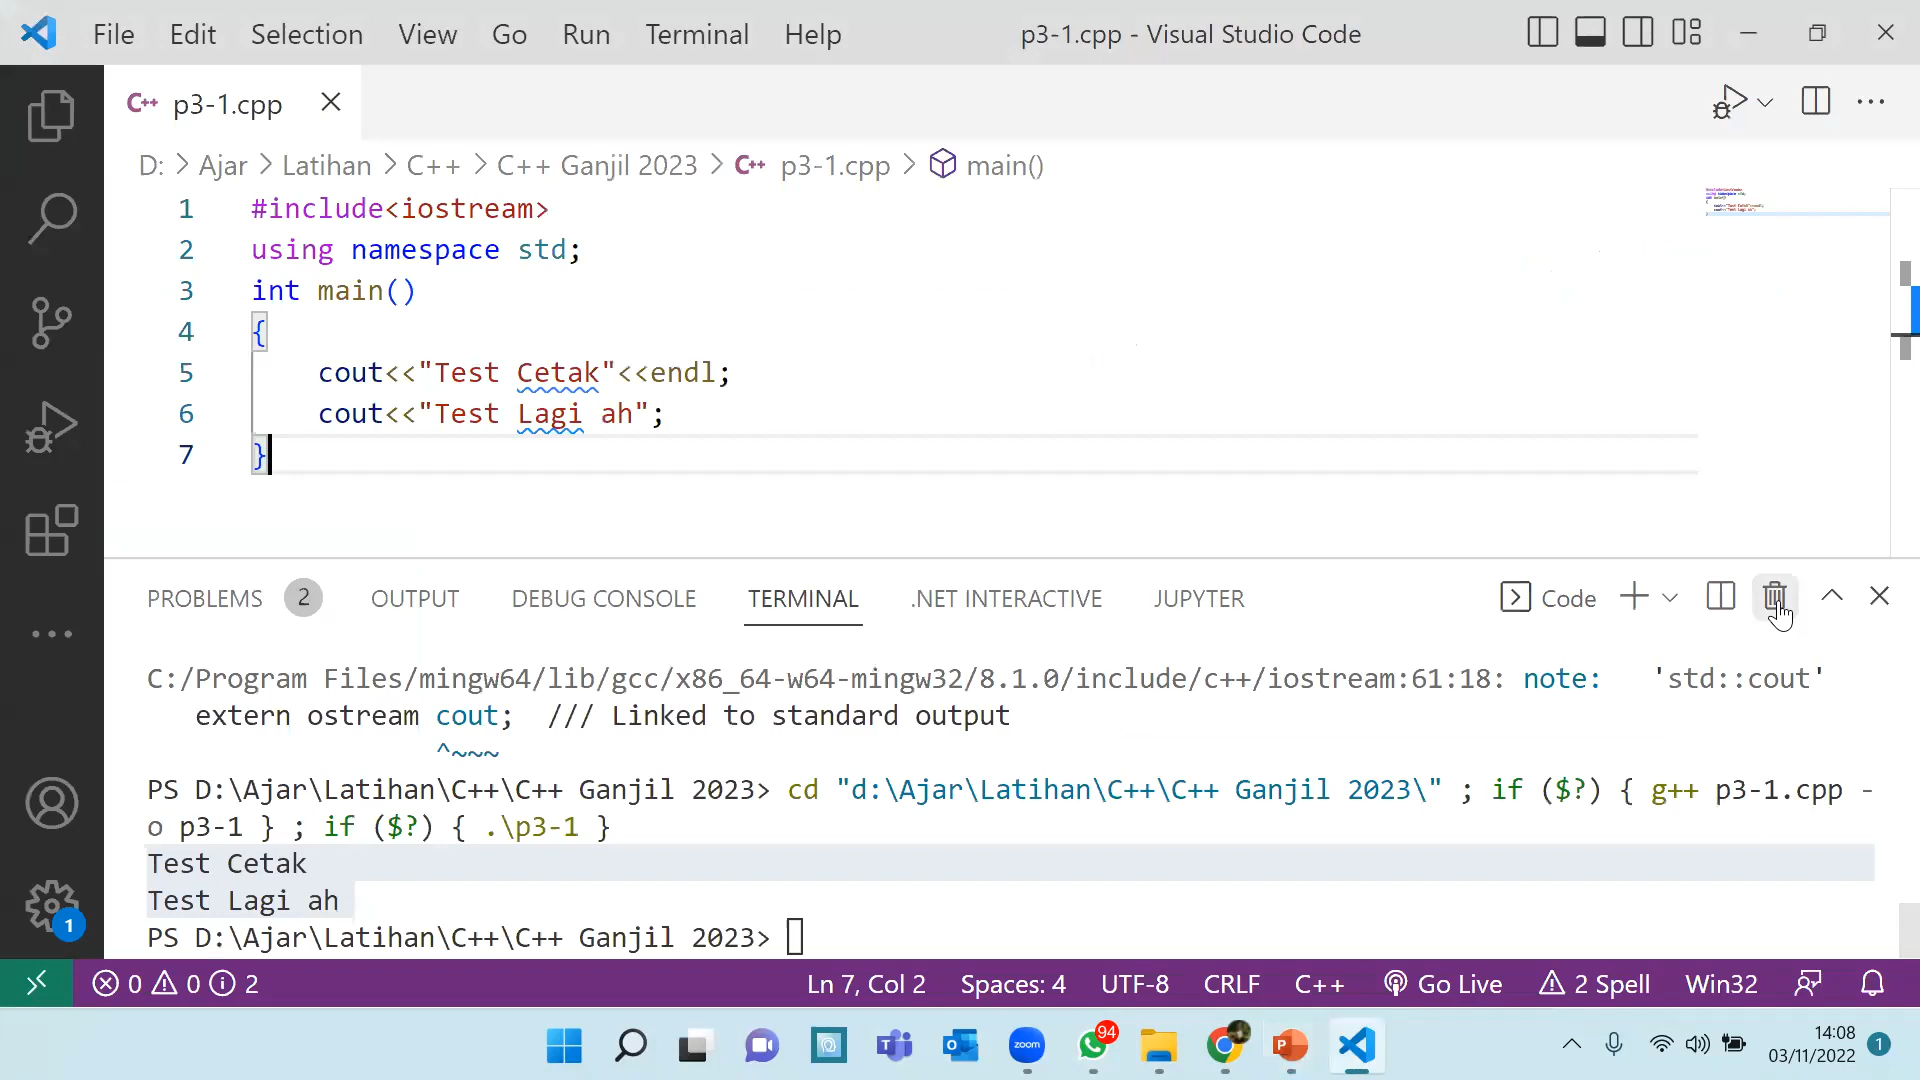 File Edit Selection View Go Run Terminal Help p3-1.cpp - Visual Studio Code
C++ p3-1.cpp
D: > Ajar > Latihan > C++ > C++ Ganjil 2023 > C++ p3-1.cpp > main()
1 #include<iostream>
2 using namespace std;
3 int main()
4 {
5 cout<<"Test Cetak"<<endl;
6 cout<<"Test Lagi ah";
7 }
PROBLEMS 2 OUTPUT DEBUG CONSOLE TERMINAL .NET INTERACTIVE JUPYTER Code
C:/Program Files/mingw64/lib/gcc/x86_64-w64-mingw32/8.1.0/include/c++/iostream:61:18: note: 'std::cout'
extern ostream cout; /// Linked to standard output
^~~~
PS D:\Ajar\Latihan\C++\C++ Ganjil 2023> cd "d:\Ajar\Latihan\C++\C++ Ganjil 2023\" ; if ($?) { g++ p3-1.cpp -
o p3-1 } ; if ($?) { .\p3-1 }
Test Cetak
Test Lagi ah
PS D:\Ajar\Latihan\C++\C++ Ganjil 2023>
1
0 0 2 Ln 7, Col 2 Spaces: 4 UTF-8 CRLF C++ Go Live 2 Spell Win32
zoom 94 14:08
03/11/2022 1